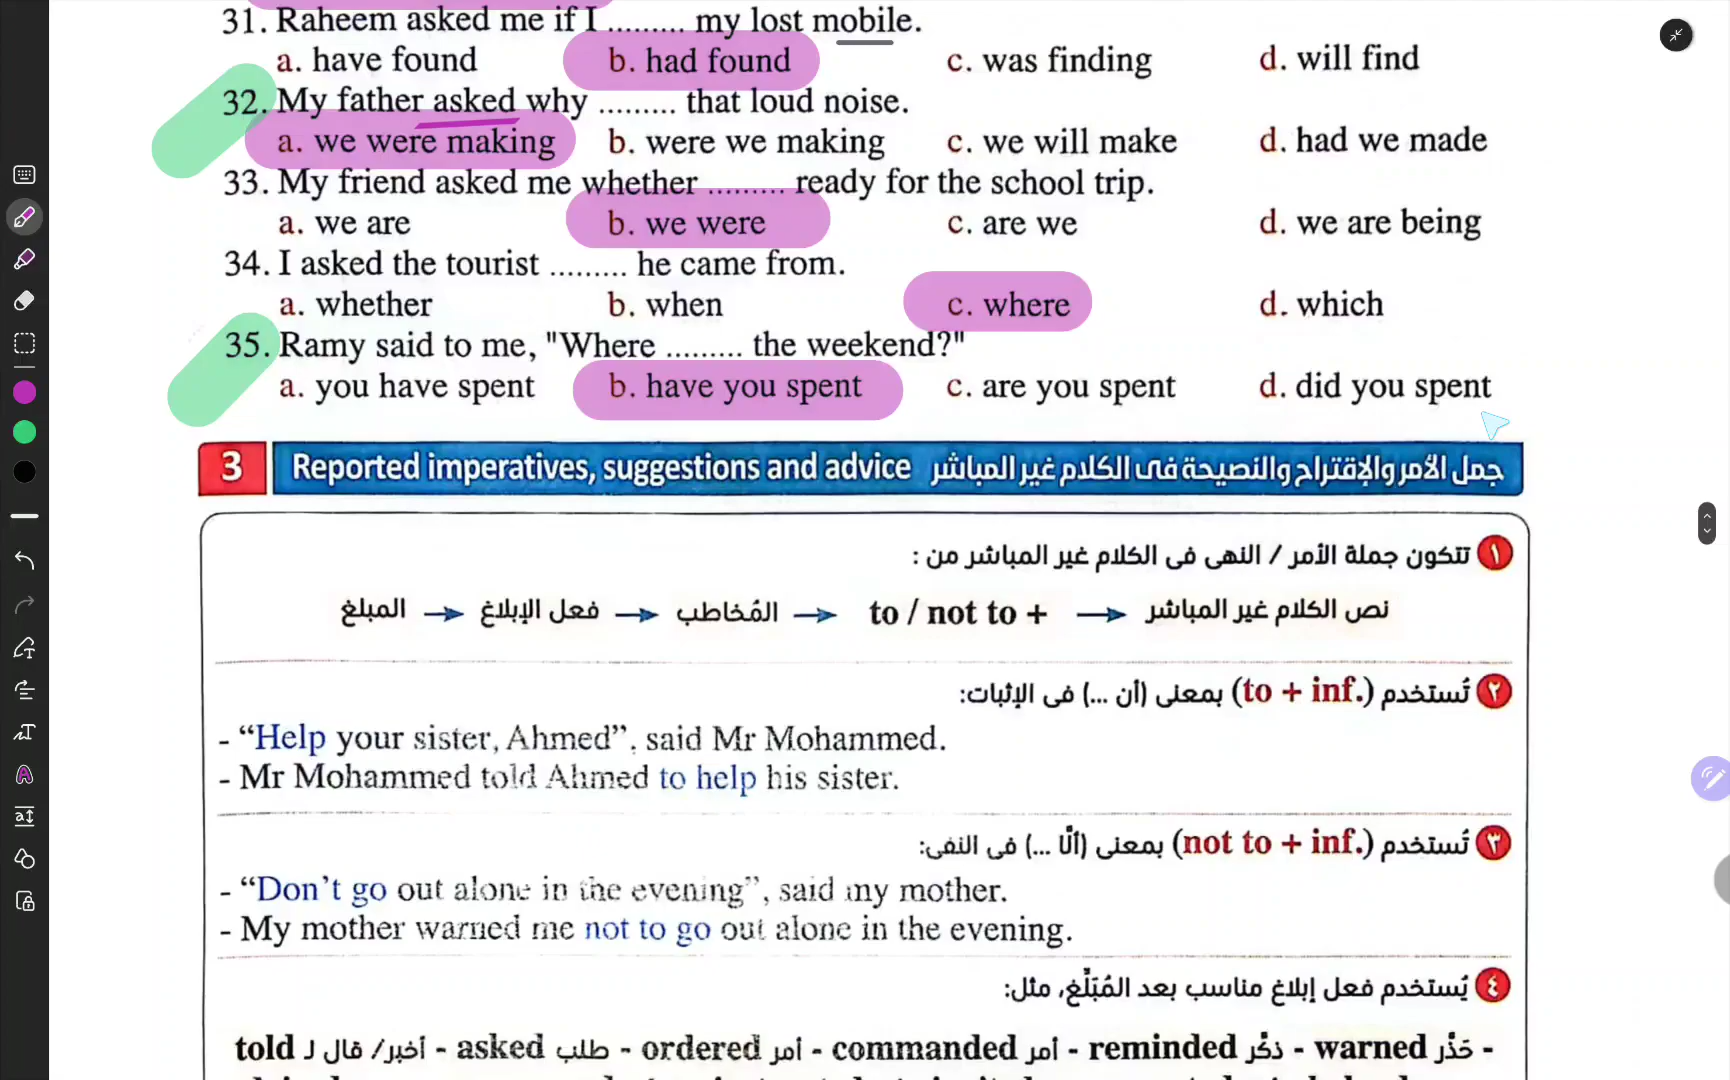 31. Raheem asked me if I ......... my lost mobile.
a. have found b. had found c. was finding d. will find
32. My father asked why ......... that loud noise.
a. we were making b. were we making c. we will make d. had we made
33. My friend asked me whether ......... ready for the school trip.
a. we are b. we were c. are we d. we are being
34. I asked the tourist ......... he came from.
a. whether b. when c. where d. which
35. Ramy said to me, "Where ......... the weekend?"
a. you have spent b. have you spent c. are you spent d. did you spent
3 Reported imperatives, suggestions and advice جمل الأمر والإقتراح والنصيحة فى الكلام غير المباشر
١ تتكون جملة الأمر / النهى فى الكلام غير المباشر من :
المبلغ → فعل الإبلاغ → المُخاطب → to / not to + → نص الكلام غير المباشر
٢ تُستخدم (to + inf.) بمعنى (أن ...) فى الإثبات:
- “Help your sister, Ahmed”, said Mr Mohammed.
- Mr Mohammed told Ahmed to help his sister.
٣ تُستخدم (not to + inf.) بمعنى (ألَّا ...) فى النفى:
- “Don’t go out alone in the evening”, said my mother.
- My mother warned me not to go out alone in the evening.
٤ يُستخدم فعل إبلاغ مناسب بعد المُبَلِّغ، مثل:
told أخبر/ قال لـ - asked طلب - ordered أمر - commanded أمر - reminded ذكَّر - warned حَذَّر -